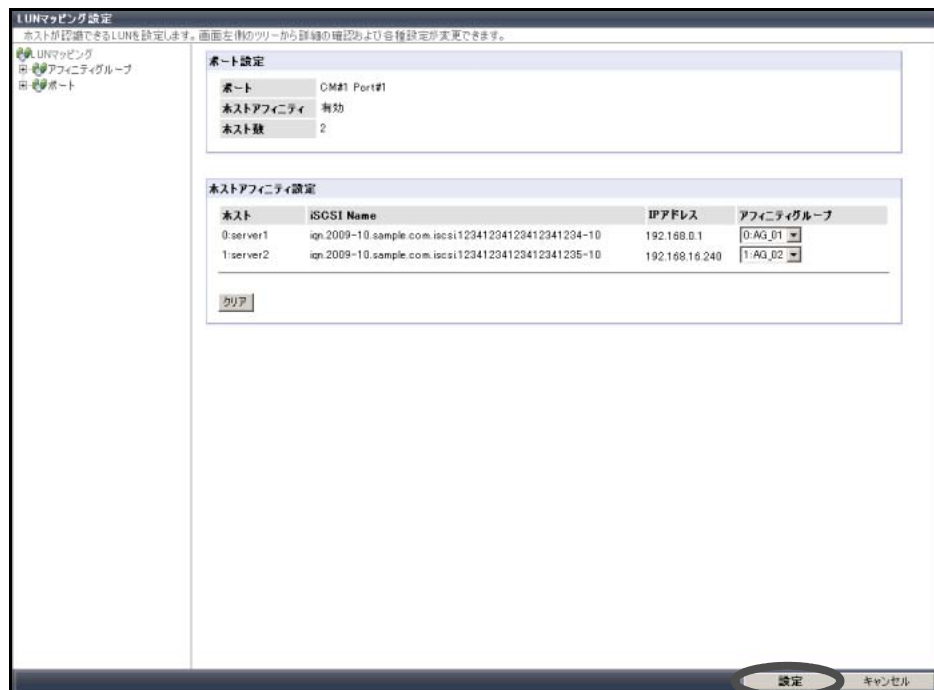 LUNマッピング設定
ホストが認識できるLUNを設定します。画面左側のツリーから詳細の確認および各種設定が変更できます。
LUNマッピング
アフィニティグループ
ポート
ポート設定
ポート CM#1 Port#1
ホストアフィニティ 有効
ホスト数 2
ホストアフィニティ設定
ホスト iSCSI Name IPアドレス アフィニティグループ
0:server1 iqn.2009-10.sample.com.iscsi12341234123412341234-10 192.168.0.1 0:AG_01
1:server2 iqn.2009-10.sample.com.iscsi12341234123412341235-10 192.168.16.240 1:AG_02
クリア
設定 キャンセル